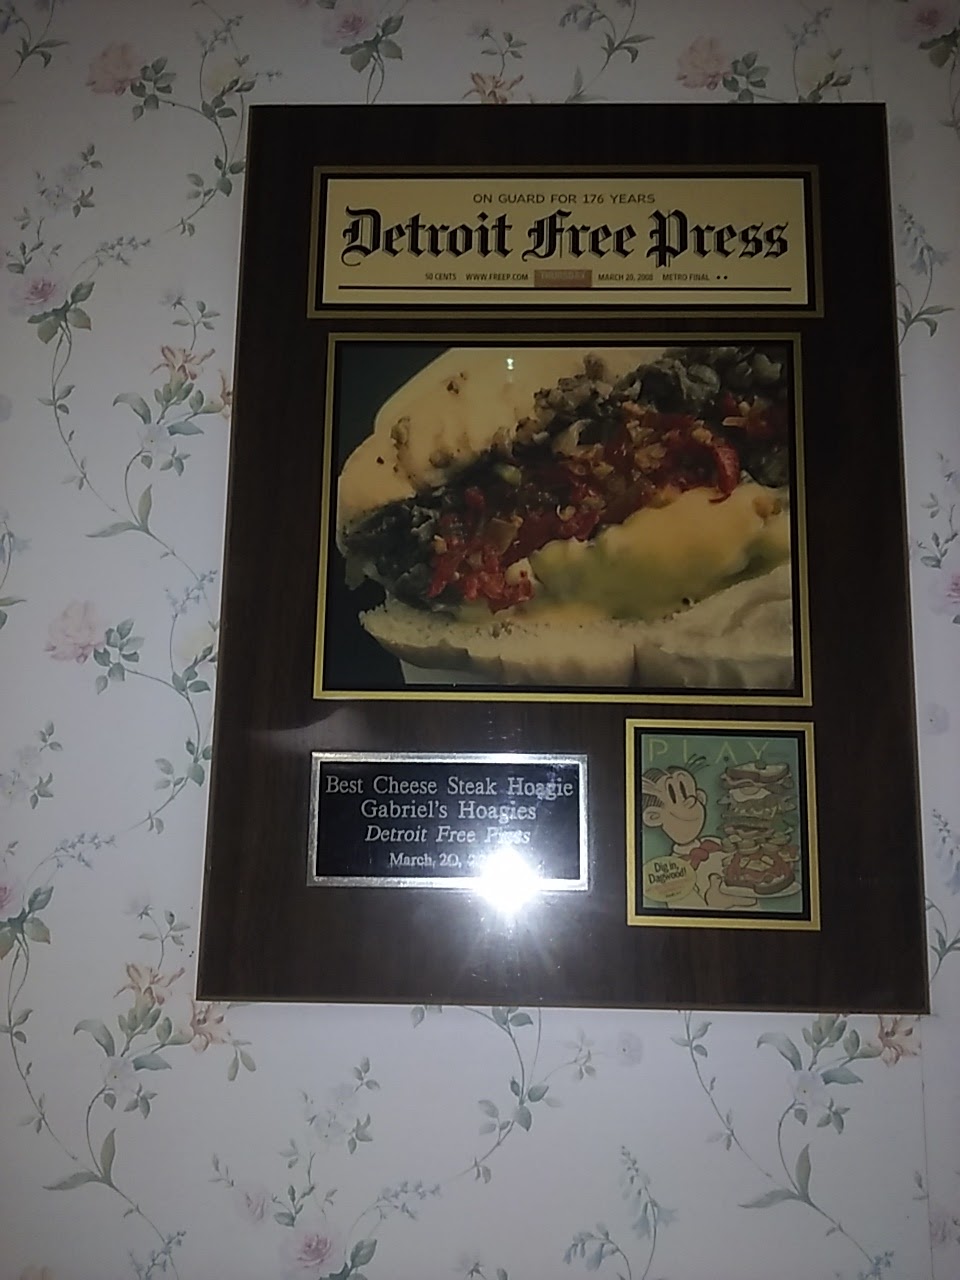 ON GUARD FOR 176 YEARS
Detroit Free Press
50 CENTS WWW.FREEP.COM THURSDAY MARCH 20, 2008 METRO FINAL ••
Best Cheese Steak Hoagie
Gabriel's Hoagies
Detroit Free Press
March, 20,
PLAY
Dig in,
Dagwood!